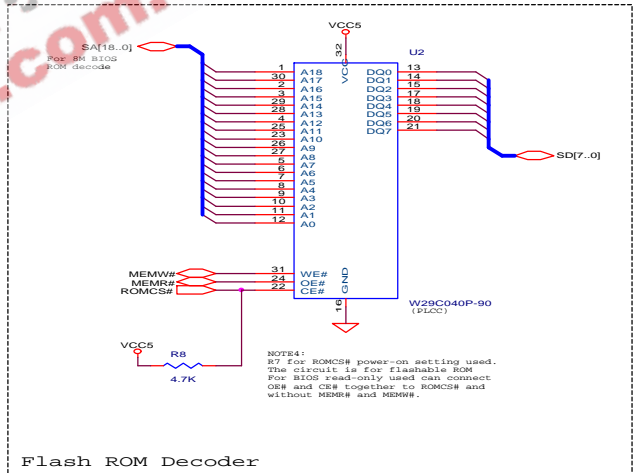 com.
SA[18..0]
For 8M BIOS
ROM decode
VCC5
32
VCC
U2
1 A18
30 A17
2 A16
3 A15
29 A14
28 A13
4 A12
25 A11
23 A10
26 A9
27 A8
5 A7
6 A6
7 A5
8 A4
9 A3
10 A2
11 A1
12 A0
DQ0 13
DQ1 14
DQ2 15
DQ3 17
DQ4 18
DQ5 19
DQ6 20
DQ7 21
SD[7..0]
MEMW# 31 WE#
MEMR# 24 OE#
ROMCS# 22 CE#
GND
16
W29C040P-90
(PLCC)
VCC5
R8
4.7K
NOTE4:
R7 for ROMCS# power-on setting used.
The circuit is for flashable ROM
For BIOS read-only used can connect
OE# and CE# together to ROMCS# and
without MEMR# and MEMW#.
Flash ROM Decoder